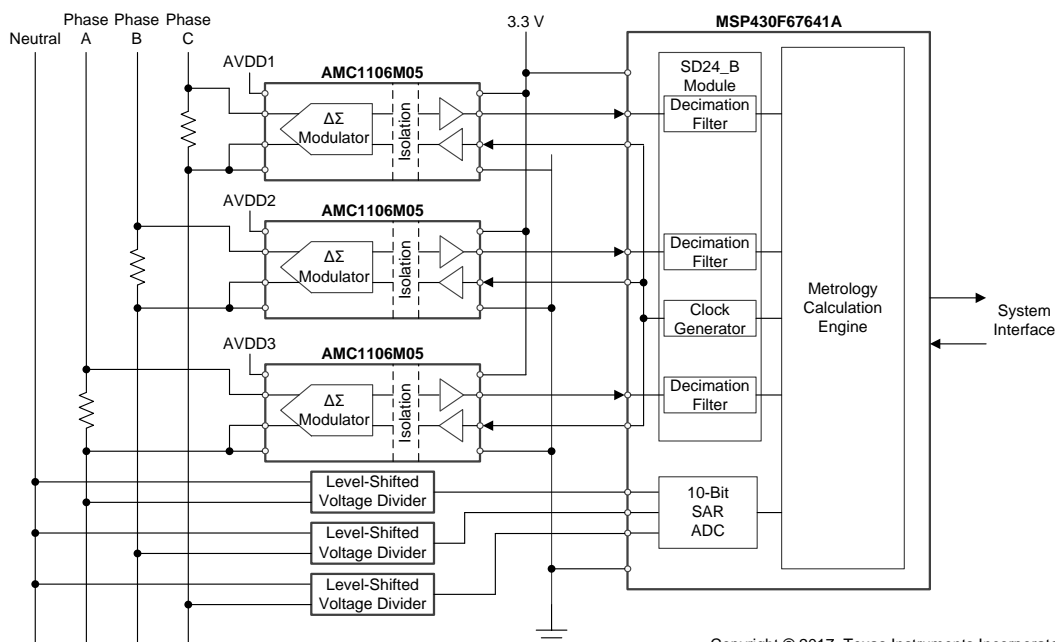 Phase Phase Phase
Neutral A B C
3.3 V
MSP430F67641A
AVDD1
AMC1106M05
ΔΣ
Modulator
Isolation
SD24_B
Module
Decimation
Filter
AVDD2
AMC1106M05
ΔΣ
Modulator
Isolation
Decimation
Filter
Metrology
Calculation
Engine
Clock
Generator
System
Interface
AVDD3
AMC1106M05
ΔΣ
Modulator
Isolation
Decimation
Filter
Level-Shifted
Voltage Divider
10-Bit
SAR
ADC
Level-Shifted
Voltage Divider
Level-Shifted
Voltage Divider